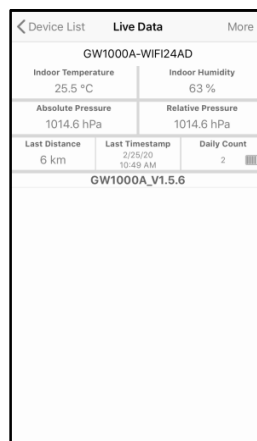 Device List Live Data More
GW1000A-WIFI24AD
Indoor Temperature Indoor Humidity
25.5 °C 63 %
Absolute Pressure Relative Pressure
1014.6 hPa 1014.6 hPa
Last Distance Last Timestamp Daily Count
6 km 2/25/20 10:49 AM 2
GW1000A_V1.5.6